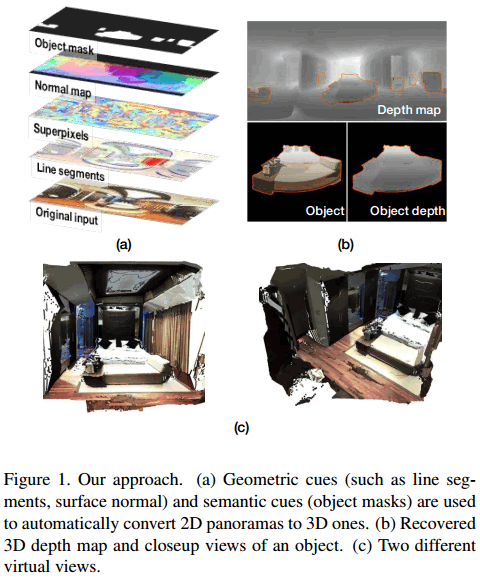 Object mask
Normal map
Superpixels
Line segments
Original input
(a)
Depth map
Object
Object depth
(b)
(c)
Figure 1. Our approach. (a) Geometric cues (such as line seg-
ments, surface normal) and semantic cues (object masks) are used
to automatically convert 2D panoramas to 3D ones. (b) Recovered
3D depth map and closeup views of an object. (c) Two different
virtual views.